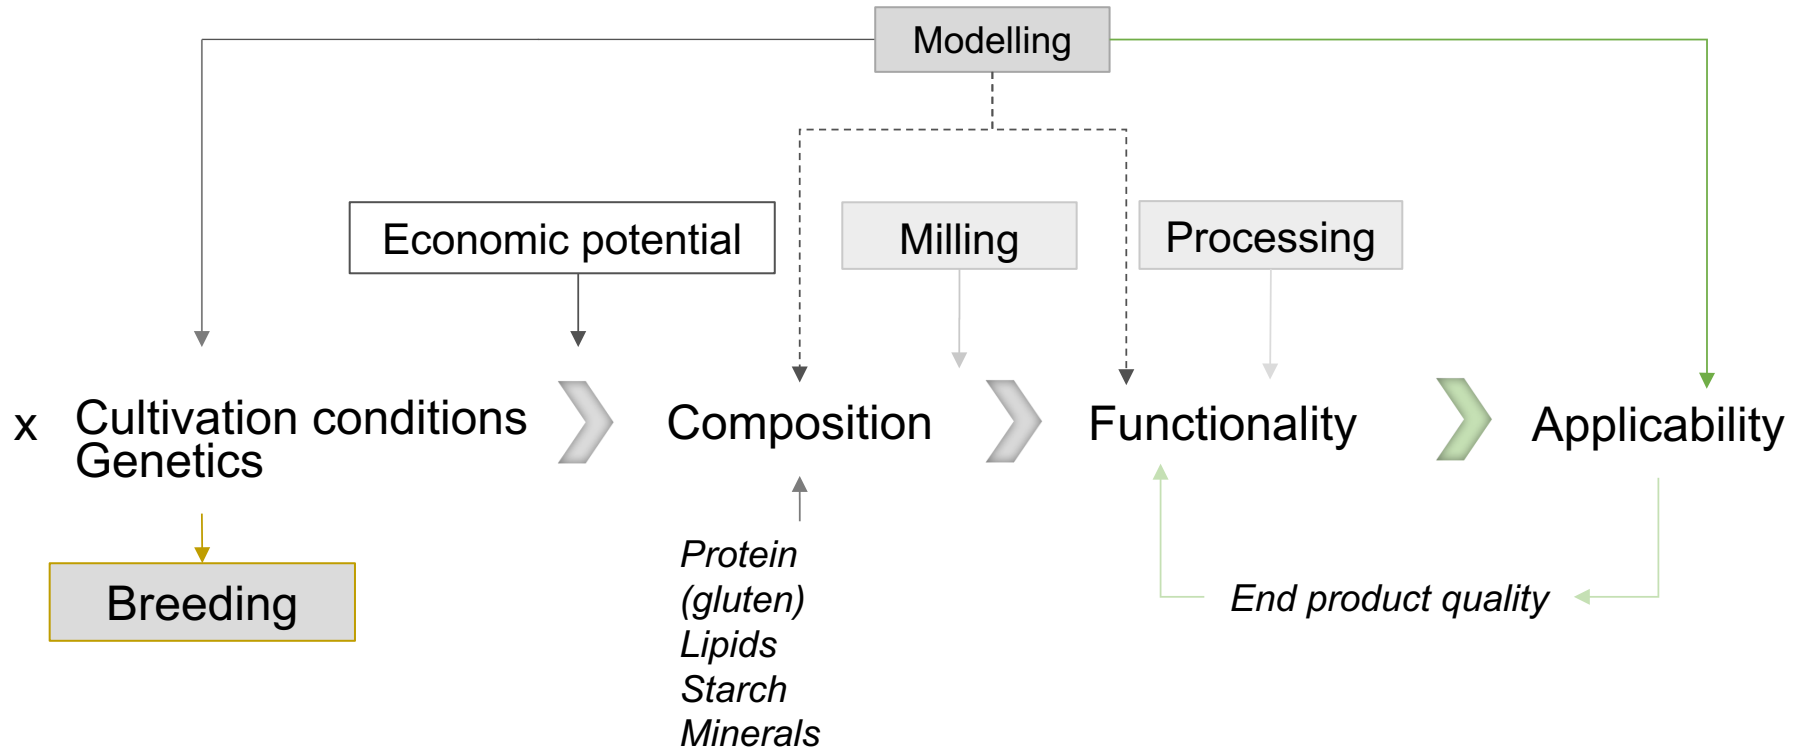 Modelling
Economic potential
Milling
Processing
x
Cultivation conditions
Genetics
Composition
Functionality
Applicability
Breeding
Protein
(gluten)
Lipids
Starch
Minerals
End product quality